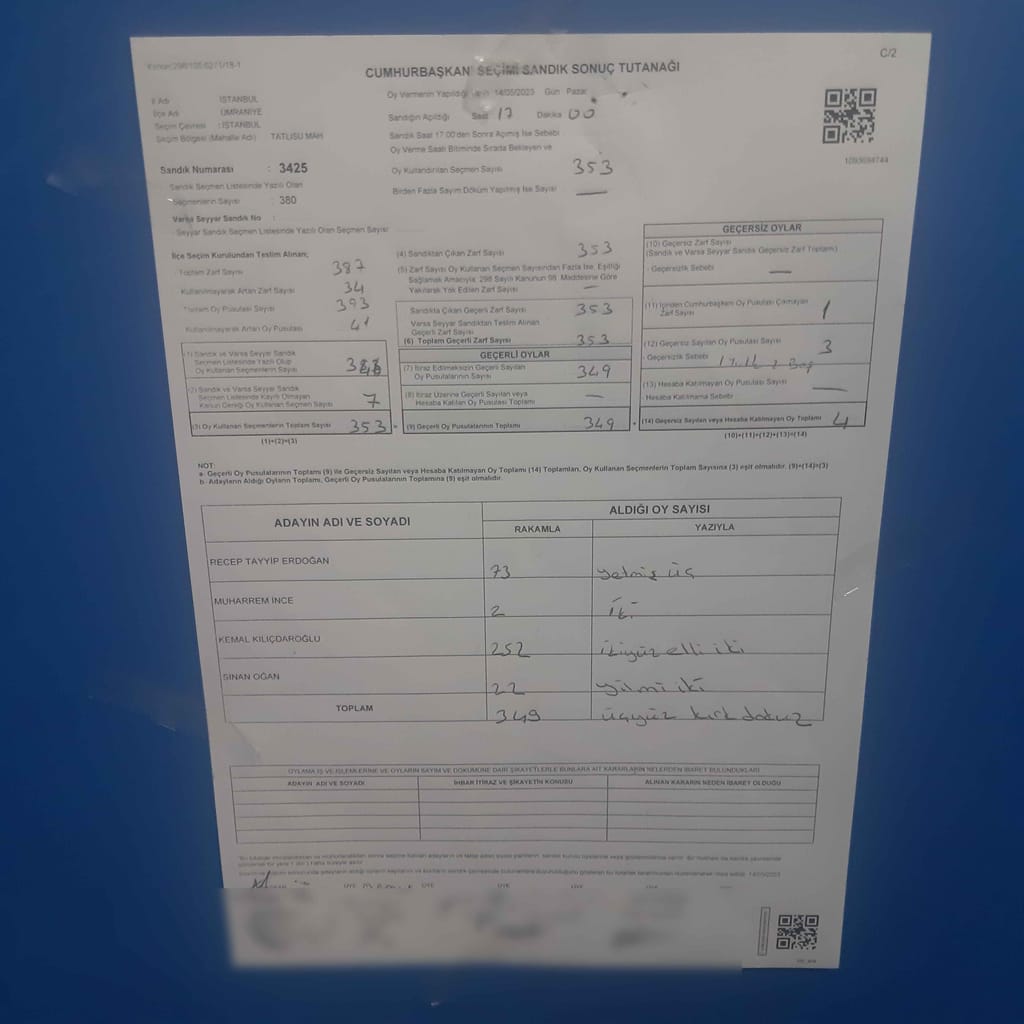 C/2
CUMHURBAŞKANI SEÇİMİ SANDIK SONUÇ TUTANAĞI
İl Adı : İSTANBUL
İlçe Adı : ÜMRANİYE
Seçim Çevresi : İSTANBUL
Seçim Bölgesi (Mahalle Adı) TATLISU MAH
Sandık Numarası : 3425
Sandık Seçmen Listesinde Yazılı Olan
Seçmenlerin Sayısı : 380
Varsa Seyyar Sandık No :
Seyyar Sandık Seçmen Listesinde Yazılı Olan Seçmen Sayısı
Oy Vermenin Yapıldığı 14/05/2023 Gün Pazar
Sandığın Açıldığı Saat 17 Dakika 00
Sandık Saat 17:00'den Sonra Açılmış İse Sebebi
Oy Verme Saati Bitiminde Sırada Bekleyen ve
Oy Kullandırılan Seçmen Sayısı 353
Birden Fazla Sayım Döküm Yapılmış İse Sayısı —
1093694744
İlçe Seçim Kurulundan Teslim Alınan;
Toplam Zarf Sayısı 387
Kullanılmayarak Artan Zarf Sayısı 34
Toplam Oy Pusulası Sayısı 393
Kullanılmayarak Artan Oy Pusulası 41
(1) Sandık ve Varsa Seyyar Sandık
Seçmen Listesinde Yazılı Olup
Oy Kullanan Seçmenlerin Sayısı
(2) Sandık ve Varsa Seyyar Sandık
Seçmen Listesinde Kayıtlı Olmayan
Kanun Gereği Oy Kullanan Seçmen Sayısı 7
(3) Oy Kullanan Seçmenlerin Toplam Sayısı 353
(1)+(2)=(3)
(4) Sandıktan Çıkan Zarf Sayısı 353
(5) Zarf Sayısı Oy Kullanan Seçmen Sayısından Fazla İse, Eşitliği
Sağlamak Amacıyla; 298 Sayılı Kanunun 98. Maddesine Göre
Yakılarak Yok Edilen Zarf Sayısı —
Sandıkta Çıkan Geçerli Zarf Sayısı 353
Varsa Seyyar Sandıktan Teslim Alınan
Geçerli Zarf Sayısı
(6) Toplam Geçerli Zarf Sayısı 353
GEÇERLİ OYLAR
(7) İtiraz Edilmeksizin Geçerli Sayılan
Oy Pusulalarının Sayısı 349
(8) İtiraz Üzerine Geçerli Sayılan veya
Hesaba Katılan Oy Pusulası Toplamı —
(9) Geçerli Oy Pusulalarının Toplamı 349
GEÇERSİZ OYLAR
(10) Geçersiz Zarf Sayısı
(Sandık ve Varsa Seyyar Sandık Geçersiz Zarf Toplamı)
Geçersizlik Sebebi —
(11) İçinden Cumhurbaşkanı Oy Pusulası Çıkmayan
Zarf Sayısı 1
(12) Geçersiz Sayılan Oy Pusulası Sayısı 3
Geçersizlik Sebebi
(13) Hesaba Katılmayan Oy Pusulası Sayısı —
Hesaba Katılmama Sebebi
(14) Geçersiz Sayılan veya Hesaba Katılmayan Oy Toplamı 4
(10)+(11)+(12)+(13)=(14)
NOT:
a- Geçerli Oy Pusulalarının Toplamı (9) ile Geçersiz Sayılan veya Hesaba Katılmayan Oy Toplamı (14) Toplamları, Oy Kullanan Seçmenlerin Toplam Sayısına (3) eşit olmalıdır. (9)+(14)=(3)
b- Adayların Aldığı Oyların Toplamı, Geçerli Oy Pusulalarının Toplamına (9) eşit olmalıdır.
ADAYIN ADI VE SOYADI ALDIĞI OY SAYISI
RAKAMLA YAZIYLA
RECEP TAYYİP ERDOĞAN 73 yetmiş üç
MUHARREM İNCE 2 iki
KEMAL KILIÇDAROĞLU 252 ikiyüz elli iki
SİNAN OĞAN 22 yirmi iki
TOPLAM 349 üçyüz kırk dokuz
OYLAMA İŞ VE İŞLEMLERİNE VE OYLARIN SAYIM VE DÖKÜMÜNE DAİR ŞİKAYETLERLE BUNLARA AİT KARARLARIN NELERDEN İBARET BULUNDUKLARI
ADAYIN ADI VE SOYADI İHBAR İTİRAZ VE ŞİKAYETİN KONUSU ALINAN KARARIN NEDEN İBARET OLDUĞU
14/05/2023
ÜYE ÜYE ÜYE ÜYE ÜYE